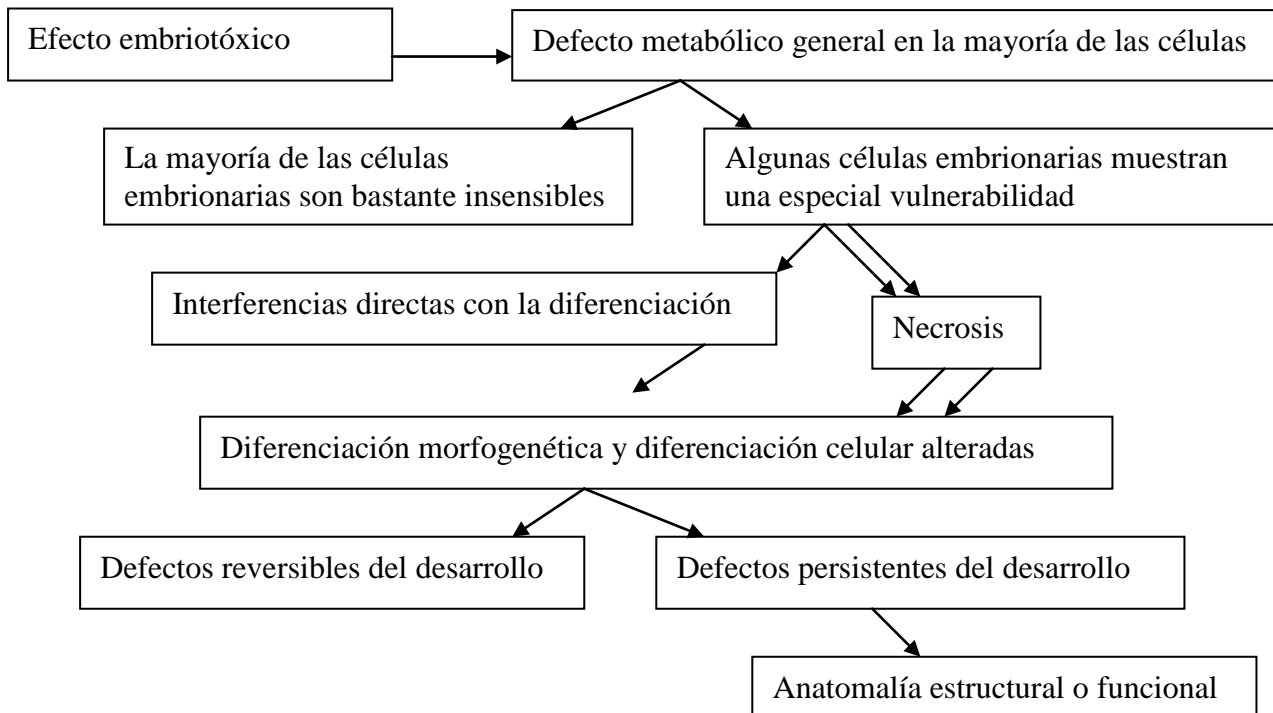 Efecto embriotóxico
Defecto metabólico general en la mayoría de las células
La mayoría de las células
embrionarias son bastante insensibles
Algunas células embrionarias muestran
una especial vulnerabilidad
Interferencias directas con la diferenciación
Necrosis
Diferenciación morfogenética y diferenciación celular alteradas
Defectos reversibles del desarrollo
Defectos persistentes del desarrollo
Anatomalía estructural o funcional